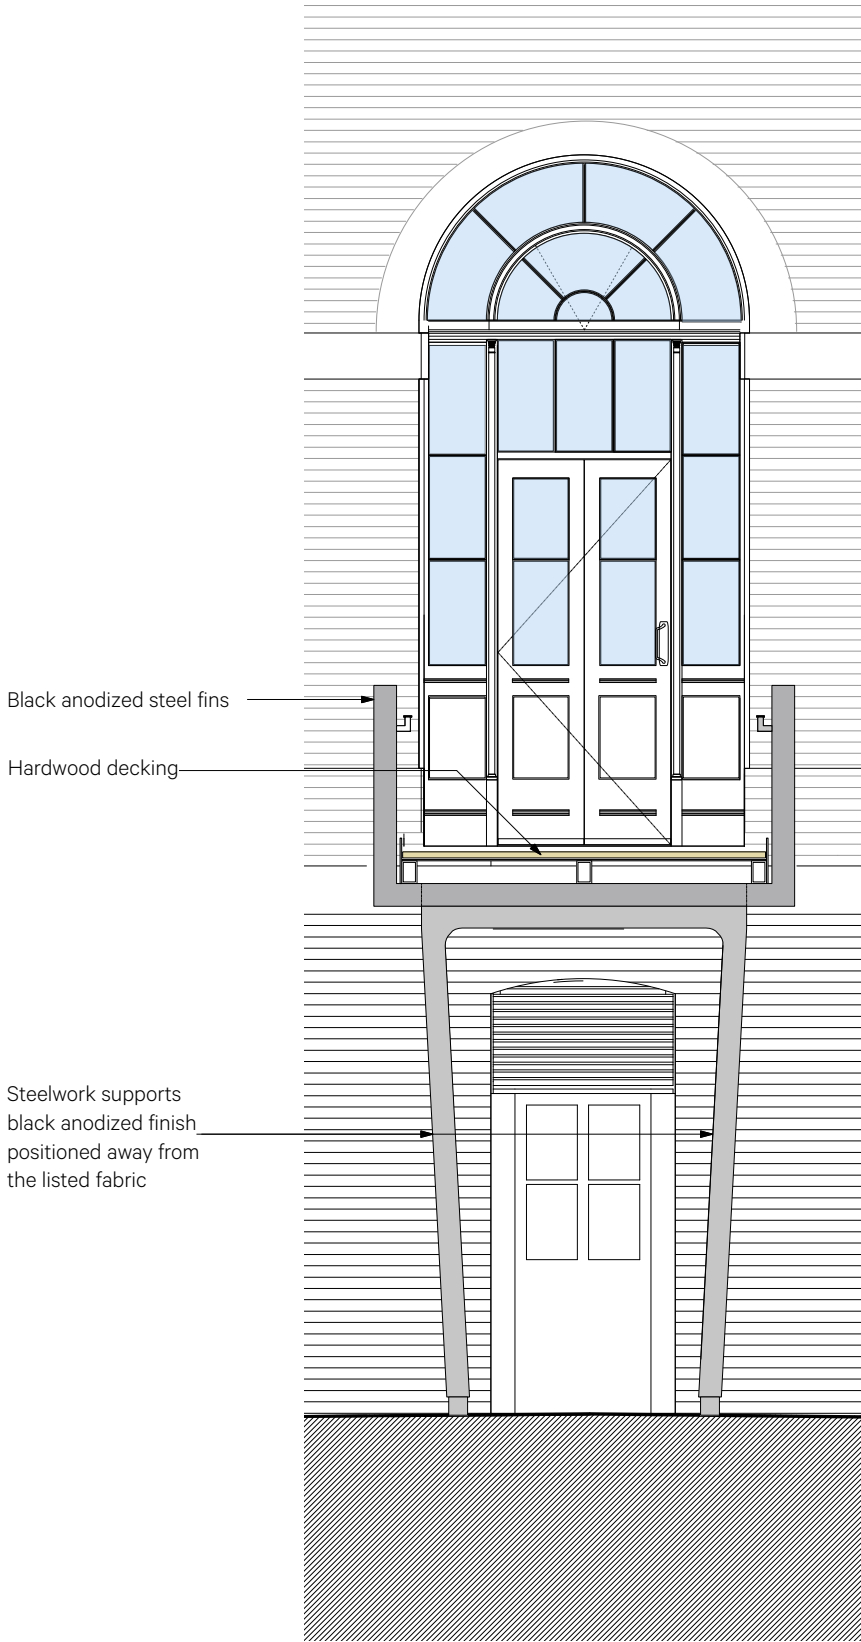 Black anodized steel fins
Hardwood decking
Steelwork supports
black anodized finish
positioned away from
the listed fabric